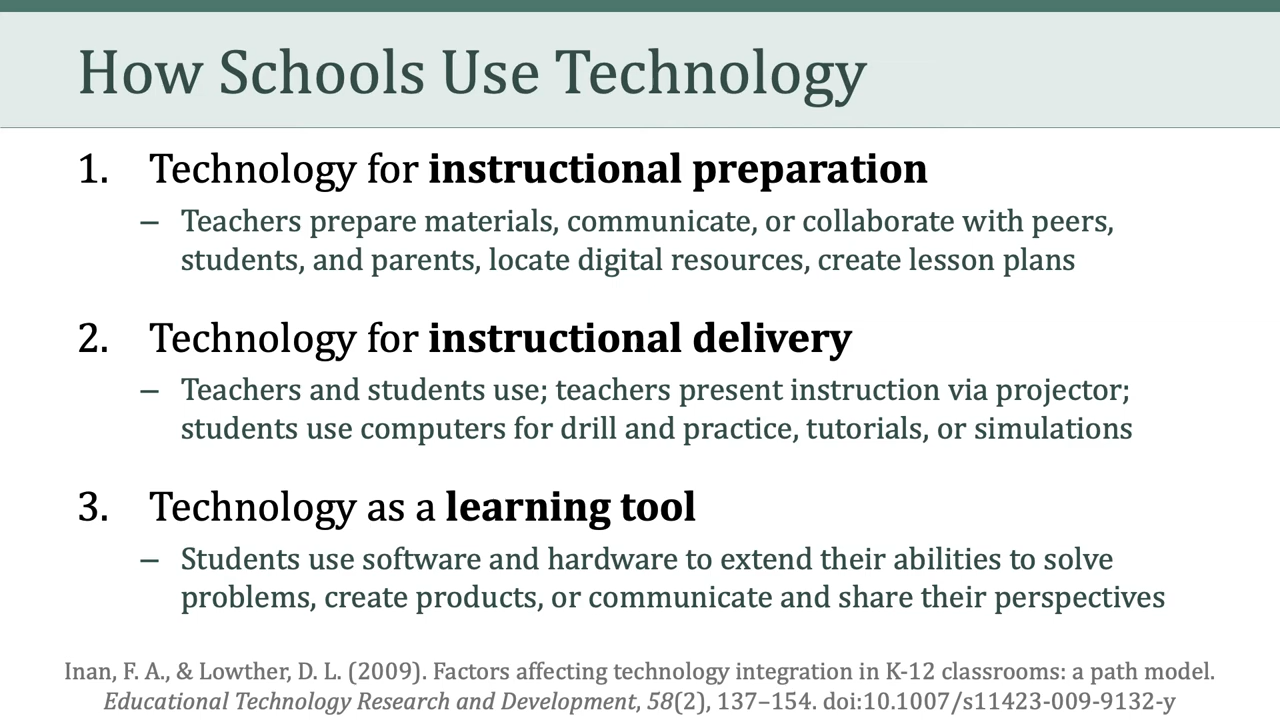 How Schools Use Technology
1. Technology for instructional preparation
– Teachers prepare materials, communicate, or collaborate with peers,
students, and parents, locate digital resources, create lesson plans
2. Technology for instructional delivery
– Teachers and students use; teachers present instruction via projector;
students use computers for drill and practice, tutorials, or simulations
3. Technology as a learning tool
– Students use software and hardware to extend their abilities to solve
problems, create products, or communicate and share their perspectives
Inan, F. A., & Lowther, D. L. (2009). Factors affecting technology integration in K-12 classrooms: a path model.
Educational Technology Research and Development, 58(2), 137–154. doi:10.1007/s11423-009-9132-y